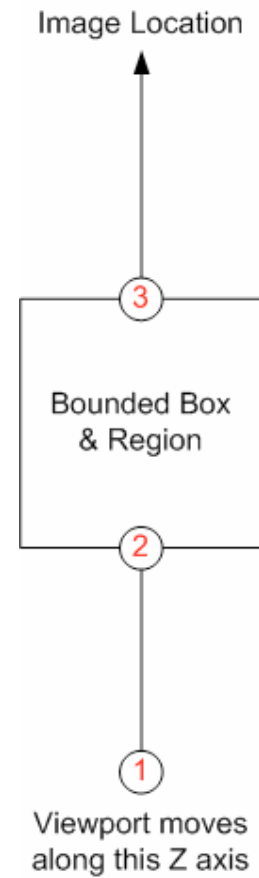 Image Location
3
Bounded Box
& Region
2
1
Viewport moves
along this Z axis